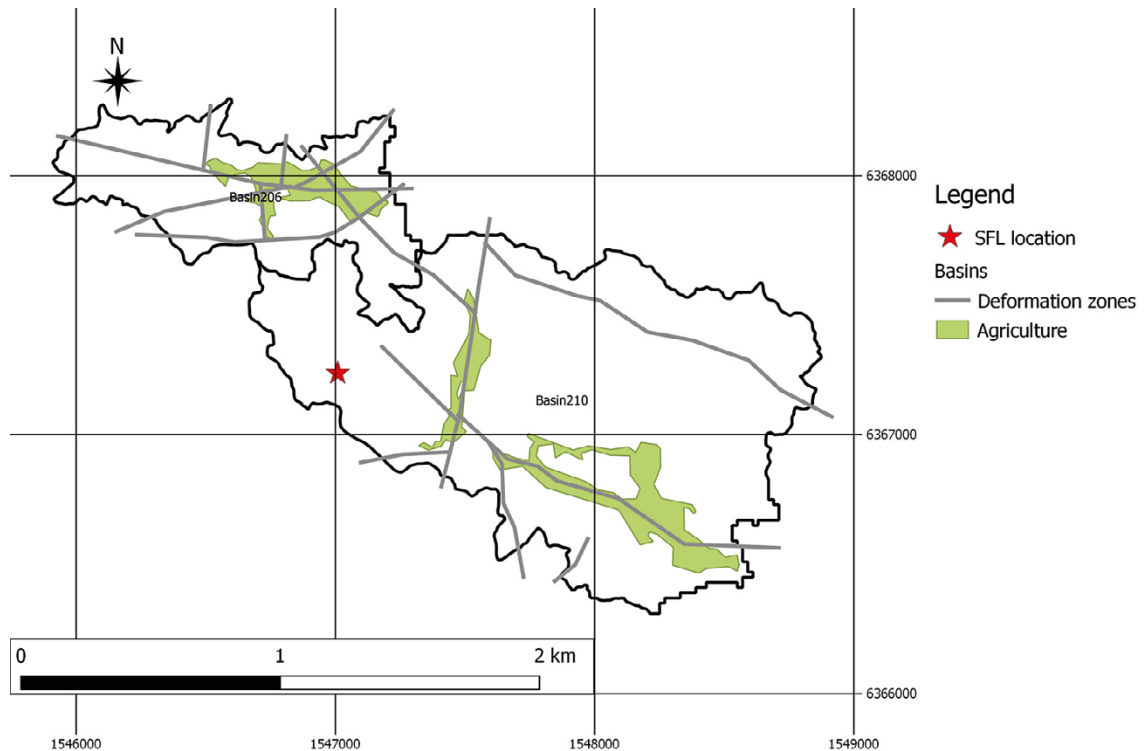 N
Basin206
Basin210
6368000
6367000
6366000
Legend
SFL location
Basins
Deformation zones
Agriculture
0 1 2 km
1546000 1547000 1548000 1549000